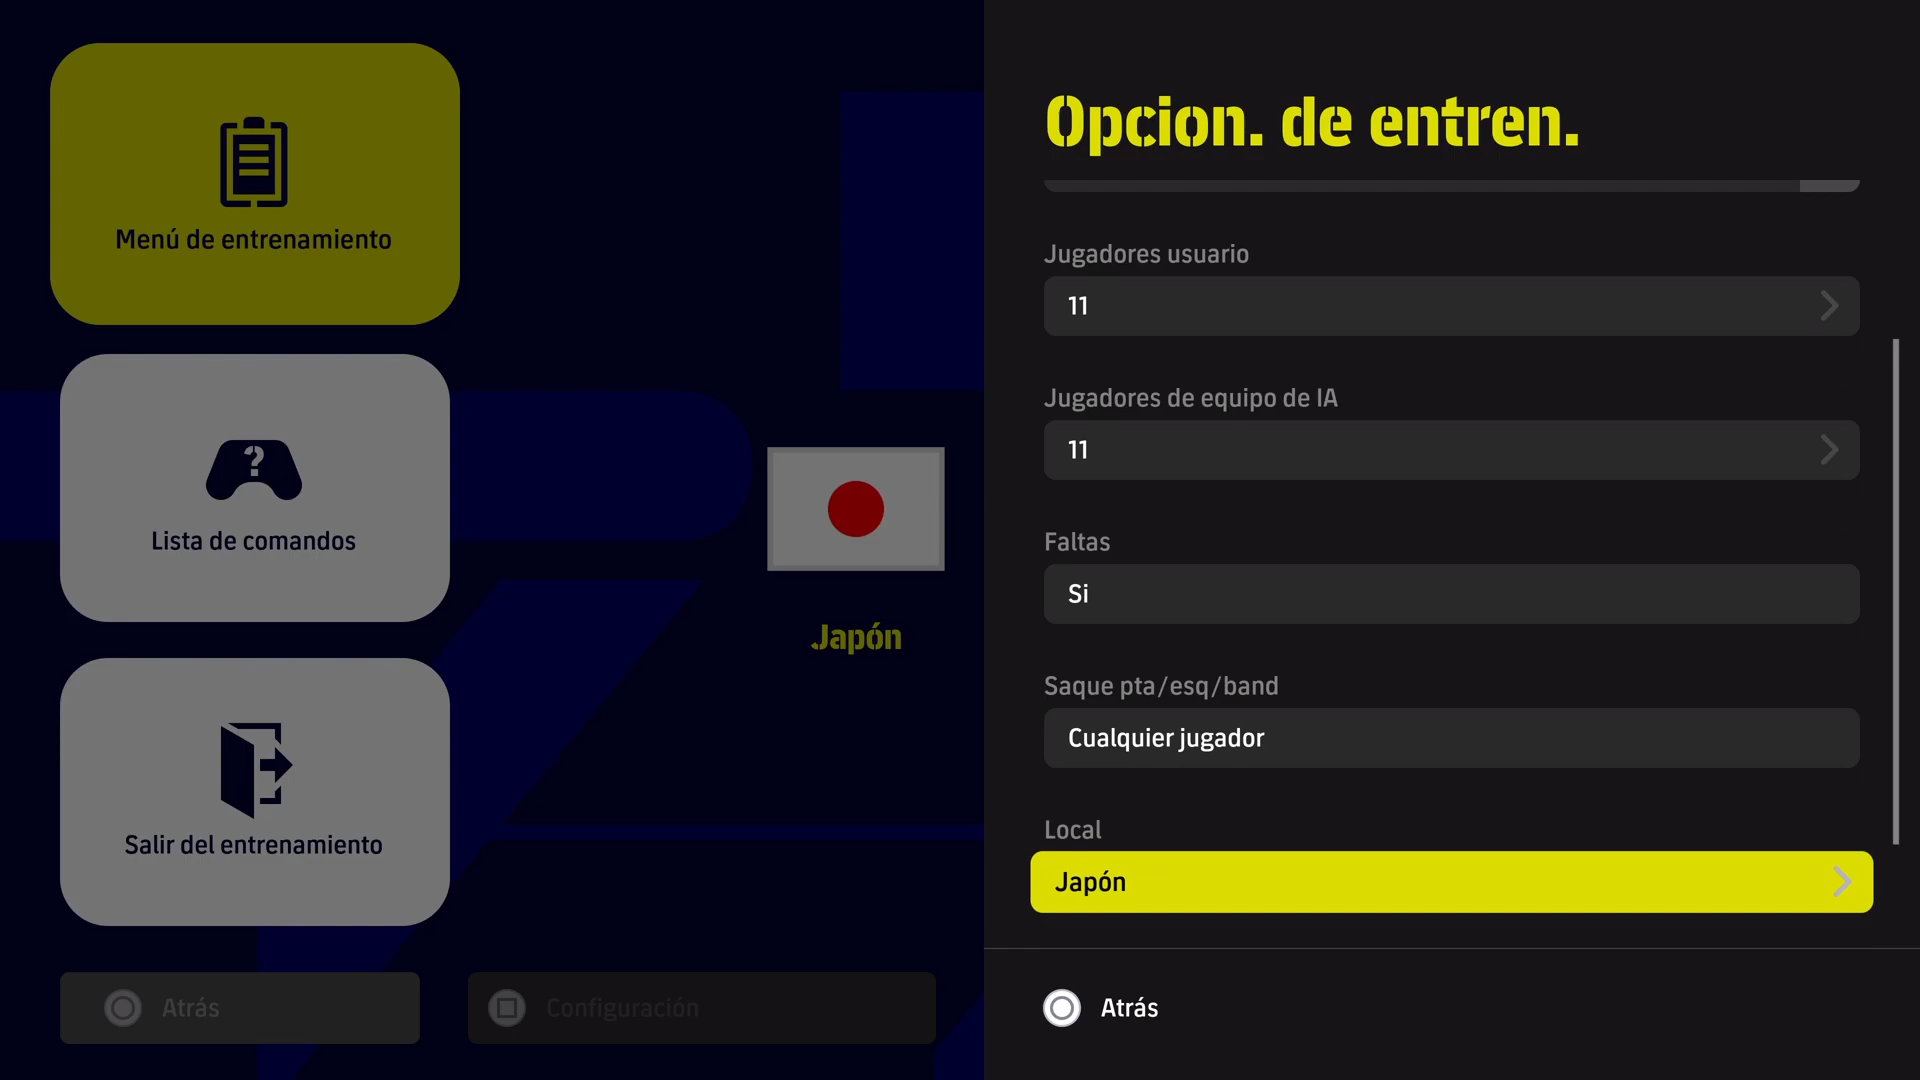 Menú de entrenamiento
?
Lista de comandos
Salir del entrenamiento
Japón
Atrás
Configuración
Opcion. de entren.
Jugadores usuario
11
Jugadores de equipo de IA
11
Faltas
Si
Saque pta/esq/band
Cualquier jugador
Local
Japón
Atrás